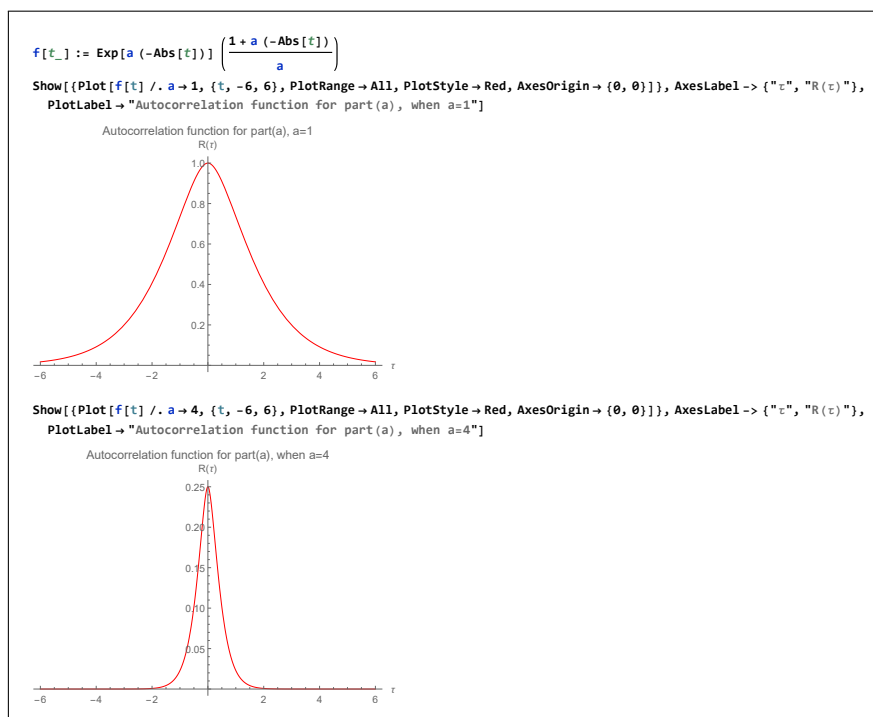 f[t_] := Exp[a (-Abs[t])] ((1 + a (-Abs[t]))/a)
Show[{Plot[f[t] /. a → 1, {t, -6, 6}, PlotRange → All, PlotStyle → Red, AxesOrigin → {0, 0}]}, AxesLabel -> {"τ", "R(τ)"},
PlotLabel → "Autocorrelation function for part(a), when a=1"]
Autocorrelation function for part(a), a=1
R(τ)
1.0
0.8
0.6
0.4
0.2
-6 -4 -2 2 4 6 τ
Show[{Plot[f[t] /. a → 4, {t, -6, 6}, PlotRange → All, PlotStyle → Red, AxesOrigin → {0, 0}]}, AxesLabel -> {"τ", "R(τ)"},
PlotLabel → "Autocorrelation function for part(a), when a=4"]
Autocorrelation function for part(a), when a=4
R(τ)
0.25
0.20
0.15
0.10
0.05
-6 -4 -2 2 4 6 τ